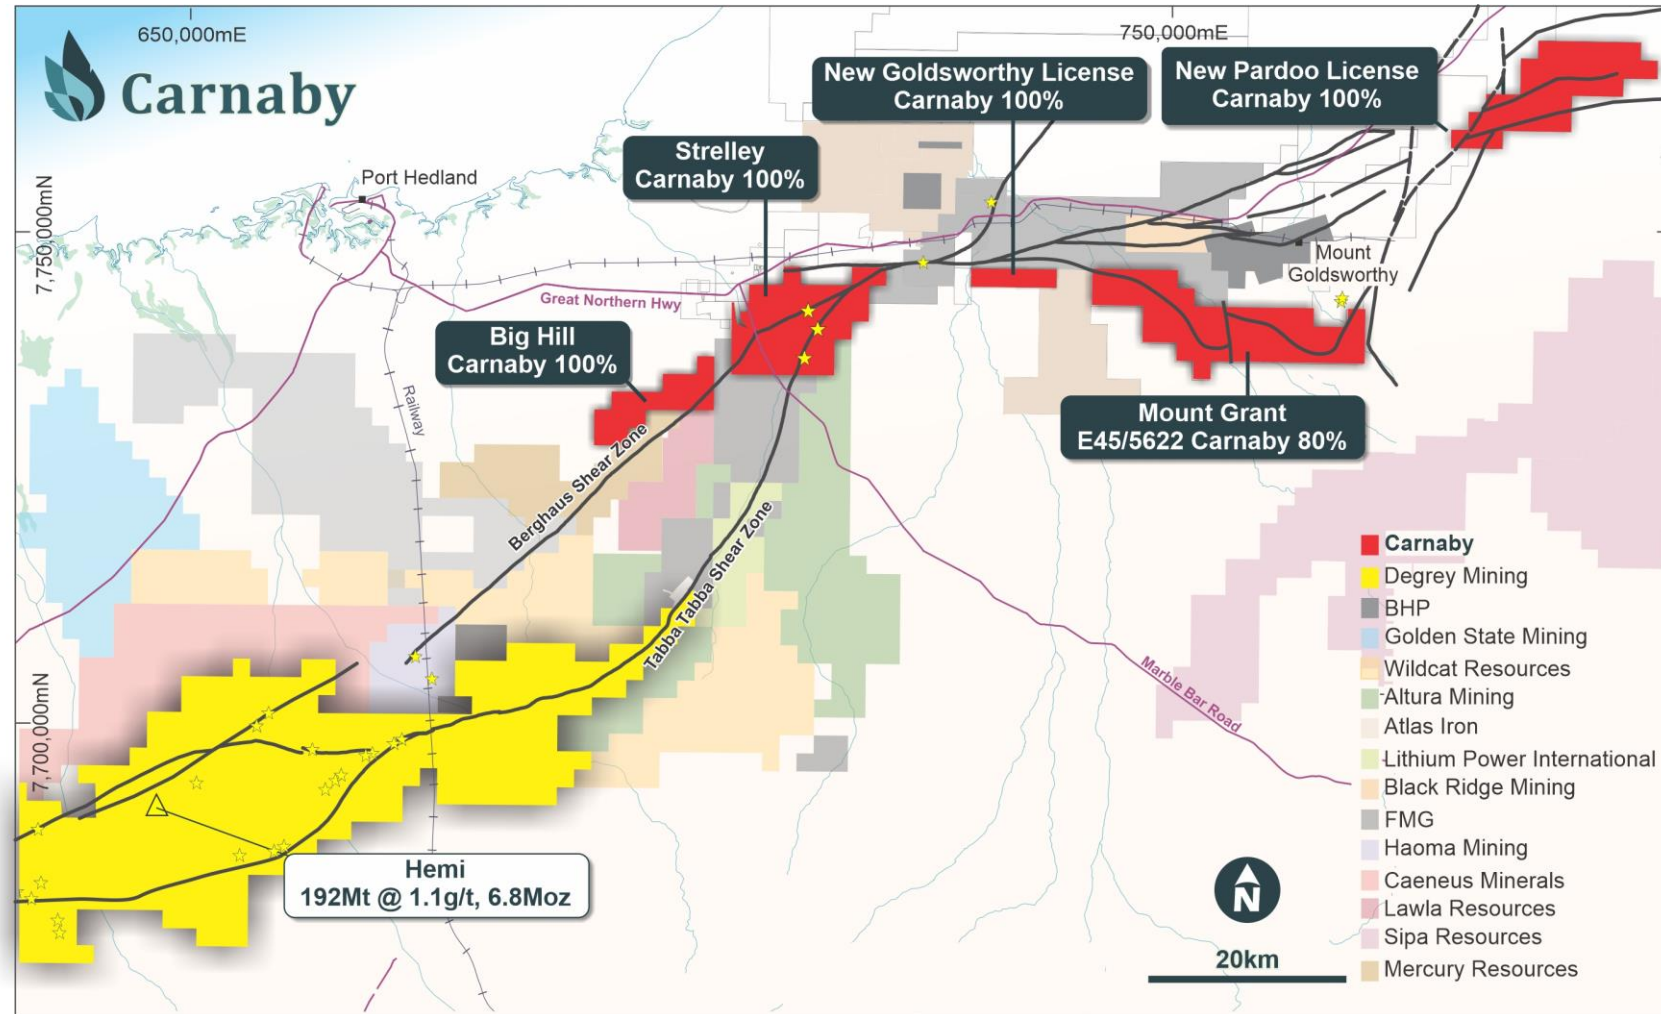 650,000mE
750,000mE
Carnaby
New Goldsworthy License
Carnaby 100%
New Pardoo License
Carnaby 100%
Strelley
Carnaby 100%
Port Hedland
7,750,000mN
Mount
Goldsworthy
Great Northern Hwy
Big Hill
Carnaby 100%
Railway
Mount Grant
E45/5622 Carnaby 80%
Berghaus Shear Zone
Tabba Tabba Shear Zone
Marble Bar Road
7,700,000mN
Hemi
192Mt @ 1.1g/t, 6.8Moz
Carnaby
Degrey Mining
BHP
Golden State Mining
Wildcat Resources
Altura Mining
Atlas Iron
Lithium Power International
Black Ridge Mining
FMG
Haoma Mining
Caeneus Minerals
Lawla Resources
Sipa Resources
Mercury Resources
N
20km